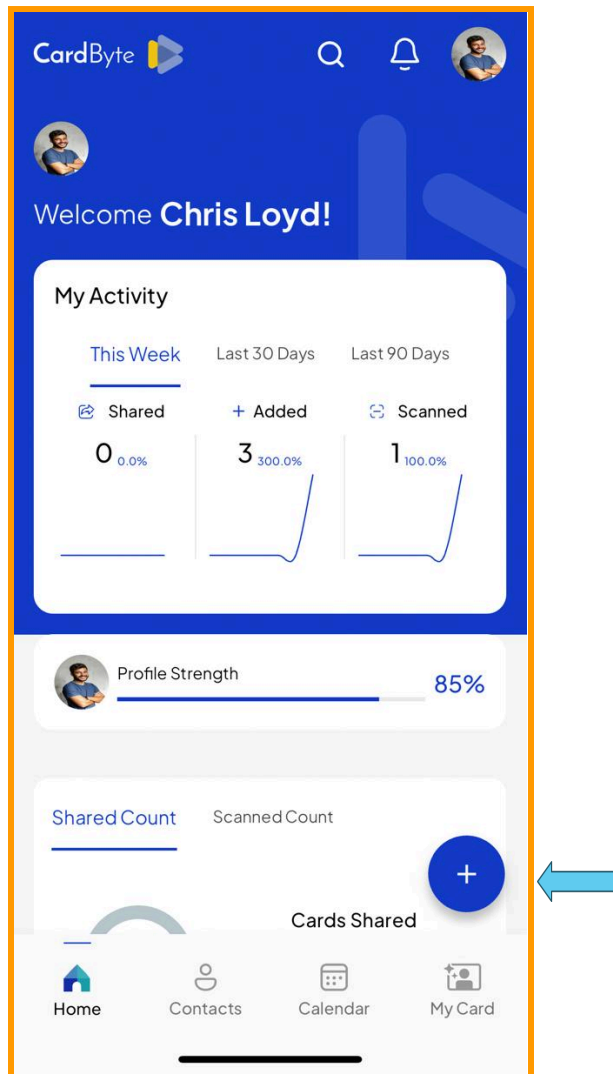 CardByte
Welcome Chris Loyd!
My Activity
This Week Last 30 Days Last 90 Days
Shared + Added Scanned
0 0.0% 3 300.0% 1 100.0%
Profile Strength
85%
Shared Count Scanned Count
+
Cards Shared
Home Contacts Calendar My Card